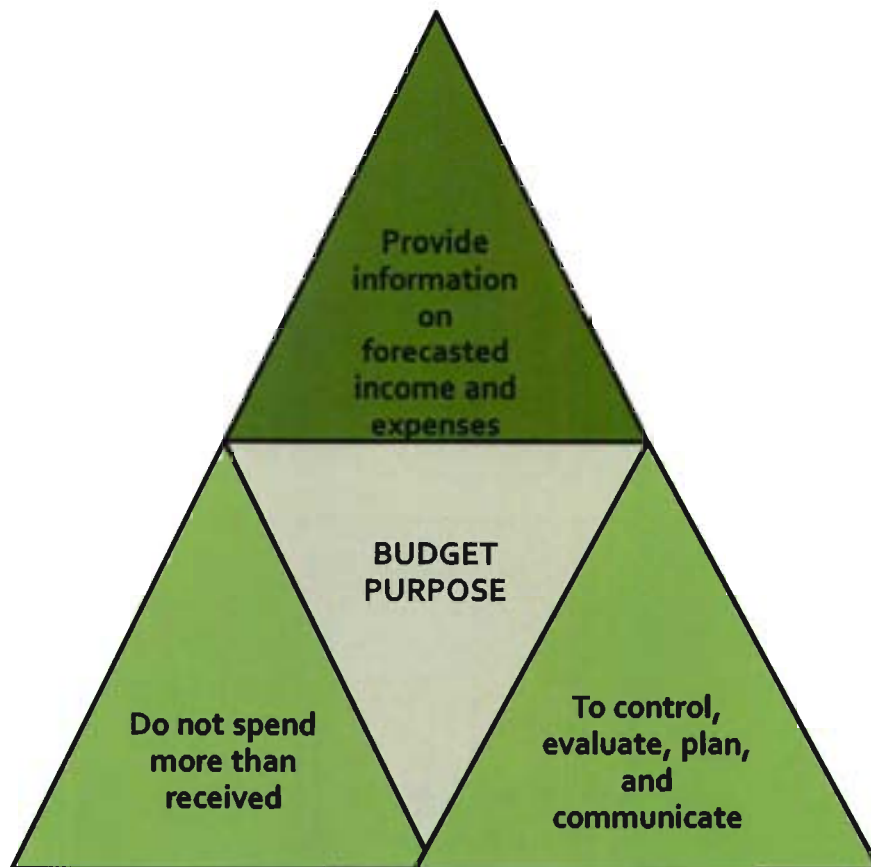 Provide
information
on
forecasted
income and
expenses
BUDGET
PURPOSE
Do not spend
more than
received
To control,
evaluate, plan,
and
communicate